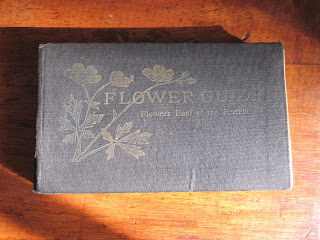 FLOWER GUIDE
Flowers East of the Rockies